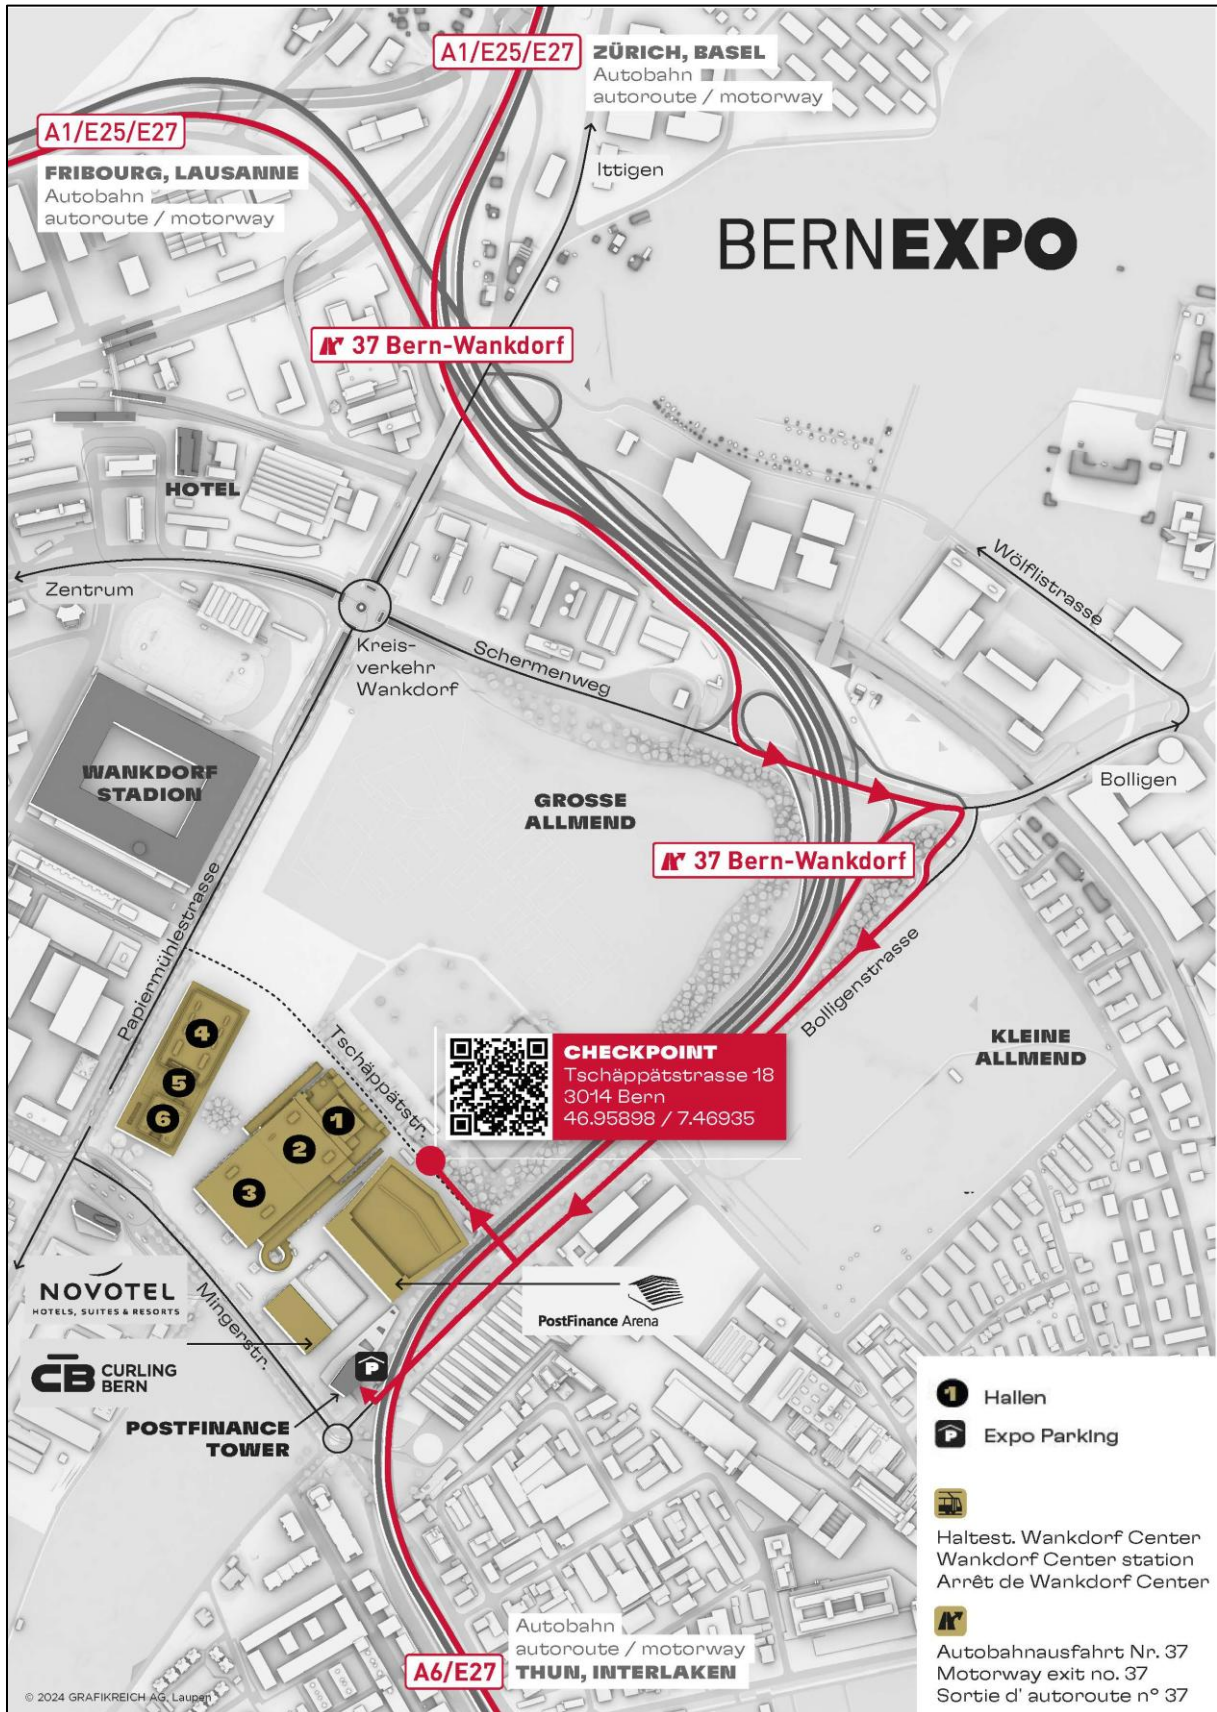 A1/E25/E27
ZÜRICH, BASEL
Autobahn
autoroute / motorway
A1/E25/E27
FRIBOURG, LAUSANNE
Autobahn
autoroute / motorway
Ittigen
BERNEXPO
37 Bern-Wankdorf
HOTEL
Zentrum
Wölflistrasse
Kreis-
verkehr
Wankdorf
Schermenweg
WANKDORF
STADION
GROSSE
ALLMEND
Bolligen
37 Bern-Wankdorf
Papiermühlestrasse
Bolligenstrasse
KLEINE
ALLMEND
Tschäppätstr.
CHECKPOINT
Tschäppätstrasse 18
3014 Bern
46.95898 / 7.46935
4
5
6
1
2
3
NOVOTEL
HOTELS, SUITES & RESORTS
Mingerstr.
PostFinance Arena
CB CURLING
BERN
P
POSTFINANCE
TOWER
1 Hallen
P Expo Parking
Haltest. Wankdorf Center
Wankdorf Center station
Arrêt de Wankdorf Center
Autobahnausfahrt Nr. 37
Motorway exit no. 37
Sortie d' autoroute n° 37
Autobahn
autoroute / motorway
A6/E27
THUN, INTERLAKEN
© 2024 GRAFIKREICH AG, Laupen